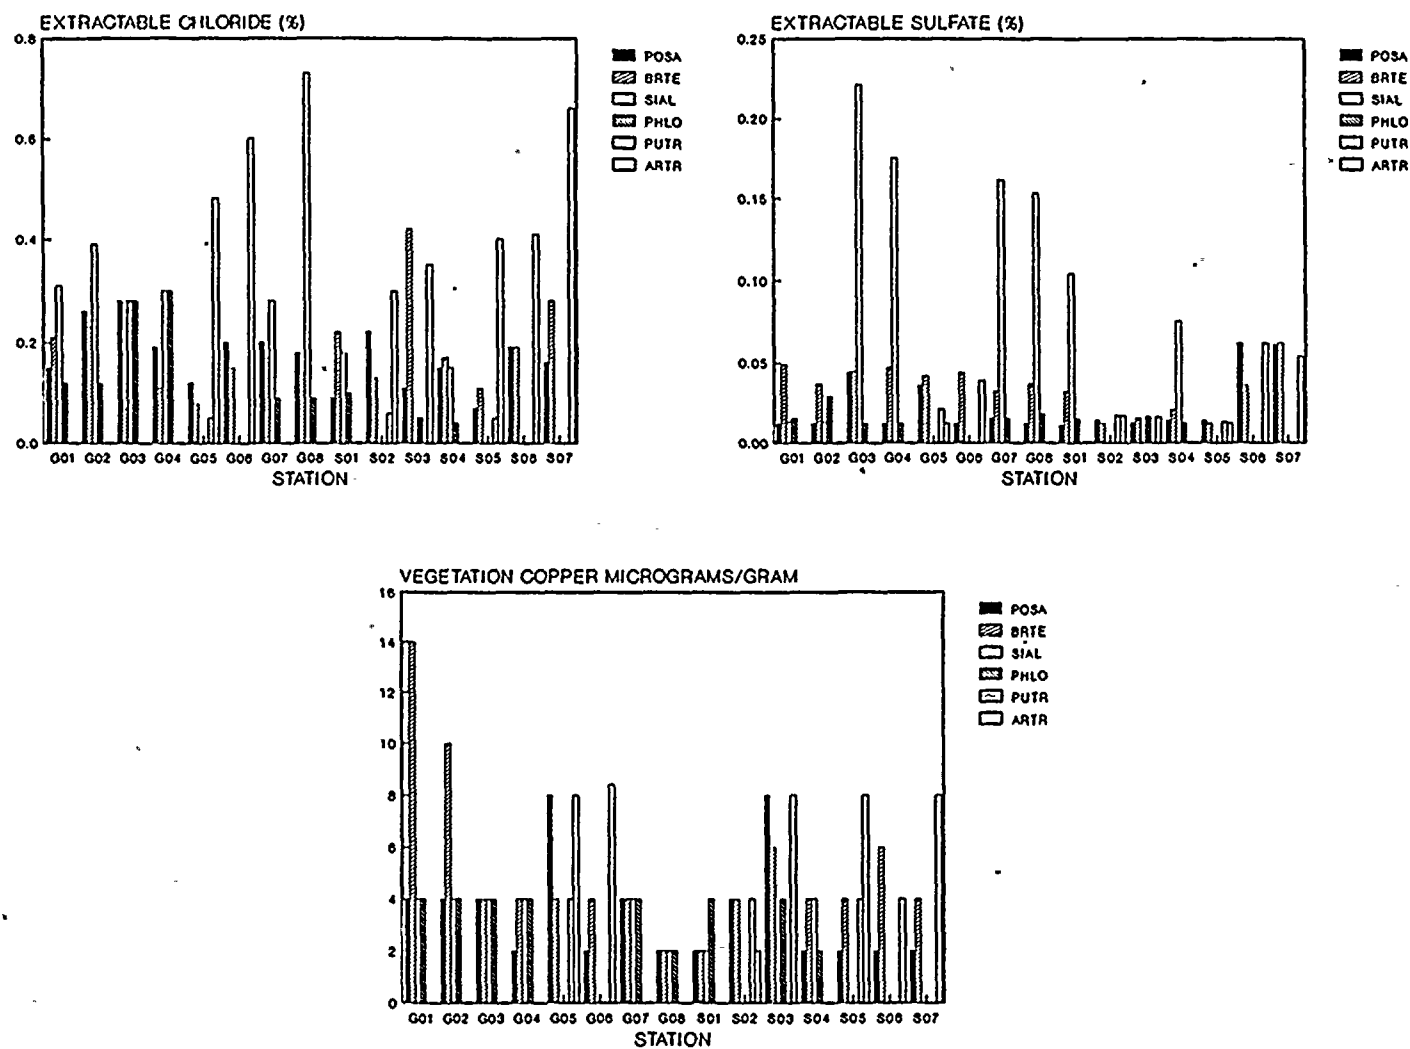 EXTRACTABLE CHLORIDE (%)
0.8
0.6
0.4
0.2
0.0
G01 G02 G03 G04 G05 G06 G07 G08 S01 S02 S03 S04 S05 S06 S07
STATION
POSA
BRTE
SIAL
PHLO
PUTR
ARTR
EXTRACTABLE SULFATE (%)
0.25
0.20
0.15
0.10
0.05
0.00
G01 G02 G03 G04 G05 G06 G07 G08 S01 S02 S03 S04 S05 S06 S07
STATION
POSA
BRTE
SIAL
PHLO
PUTR
ARTR
VEGETATION COPPER MICROGRAMS/GRAM
16
14
12
10
8
6
4
2
0
G01 G02 G03 G04 G05 G06 G07 G08 S01 S02 S03 S04 S05 S06 S07
STATION
POSA
BRTE
SIAL
PHLO
PUTR
ARTR